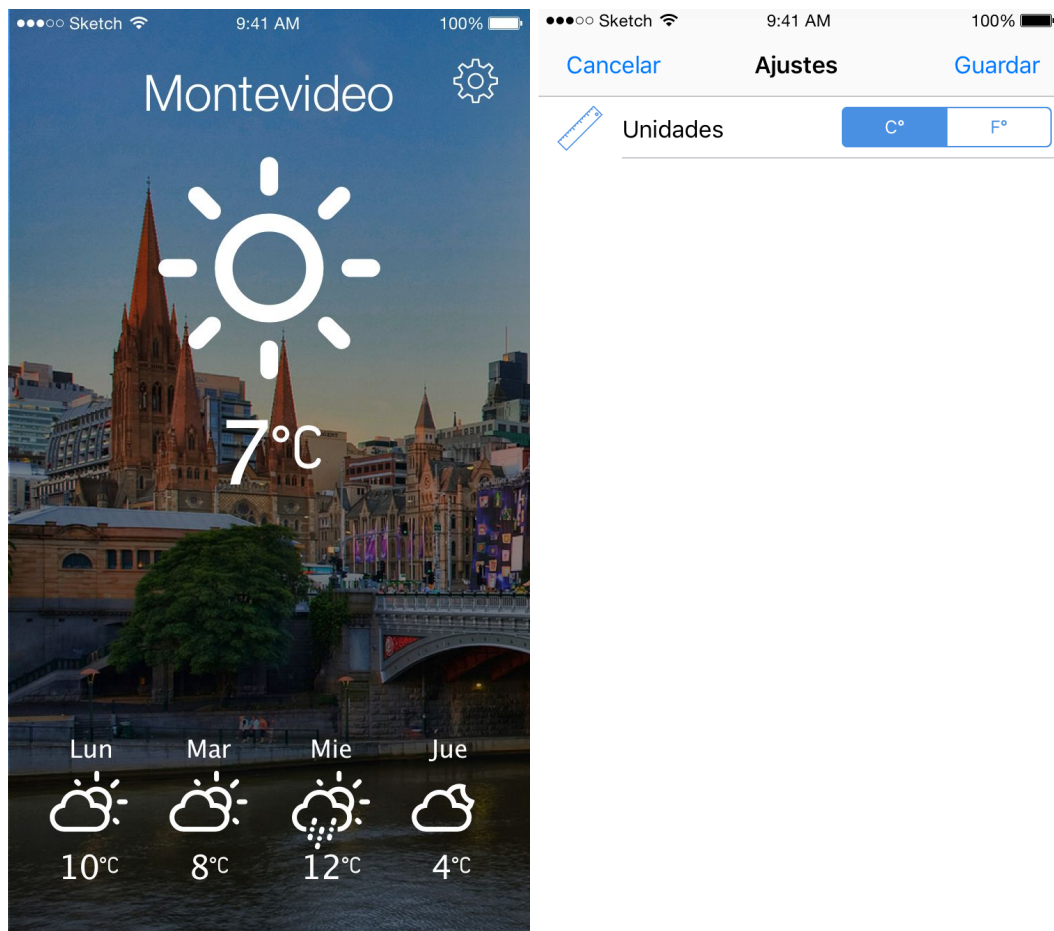 ●●●○○ Sketch 9:41 AM 100%
Montevideo
7°C
Lun Mar Mie Jue
10°C 8°C 12°C 4°C
●●●○○ Sketch 9:41 AM 100%
Cancelar Ajustes Guardar
Unidades C° F°